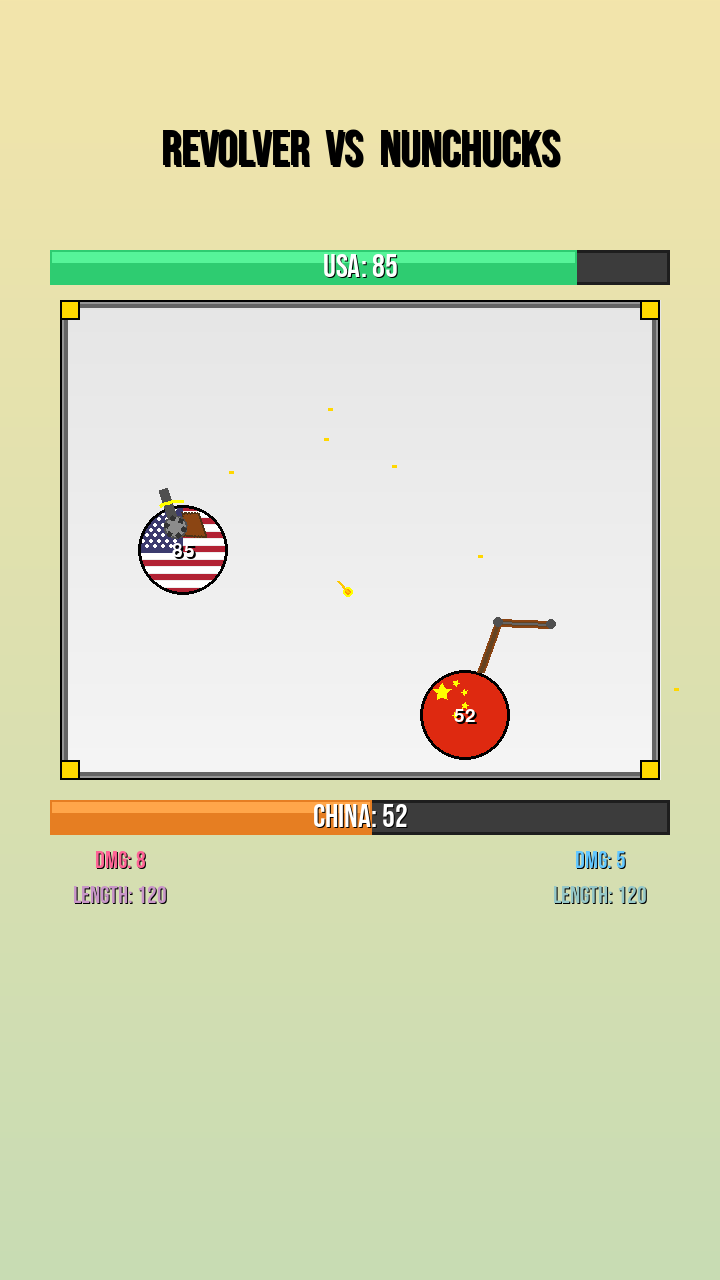 REVOLVER VS NUNCHUCKS
USA: 85
85
52
CHINA: 52
DMG: 8
DMG: 5
LENGTH: 120
LENGTH: 120